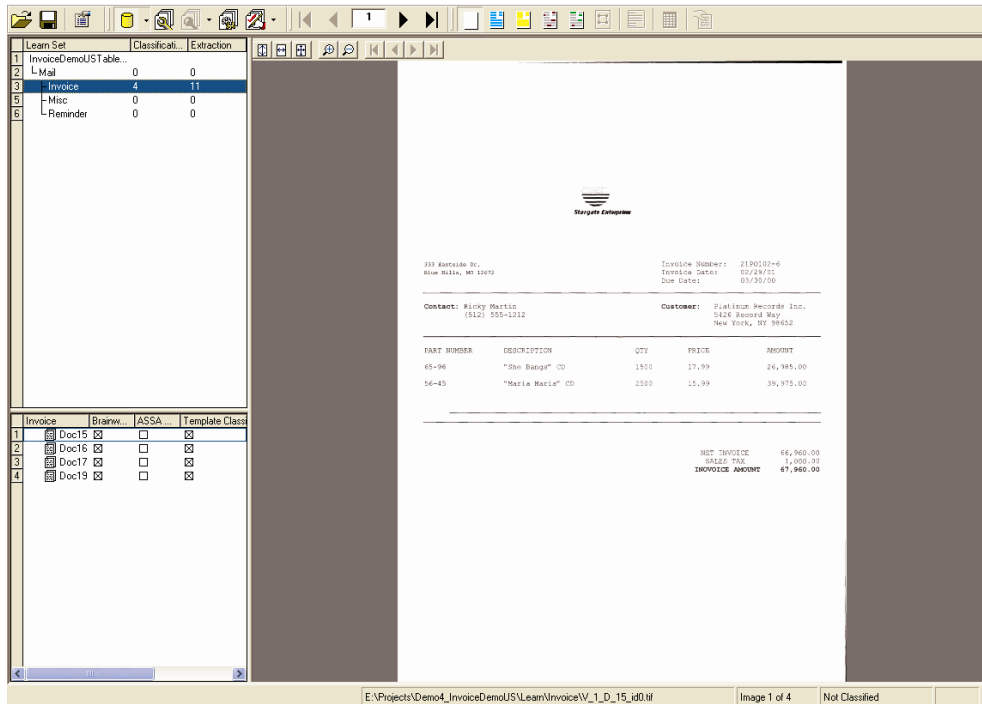 1
Learn Set Classificati... Extraction
1 InvoiceDemoUSTable...
2 Mail 0 0
3 Invoice 4 11
5 Misc 0 0
6 Reminder 0 0
Invoice Brainw... ASSA ... Template Classi
1 Doc15
2 Doc16
3 Doc17
4 Doc19
Stargate Enterprise
333 Eastside Dr.
Blue Hills, MO 12672
Invoice Number: 21P0102-6
Invoice Date: 02/29/01
Due Date: 03/30/00
Contact: Ricky Martin
(512) 555-1212
Customer: Platinum Records Inc.
5426 Record Way
New York, NY 98652
PART NUMBER DESCRIPTION QTY PRICE AMOUNT
65-96 "She Bangs" CD 1500 17.99 26,985.00
56-45 "Maria Maria" CD 2500 15.99 39,975.00
NET INVOICE 66,960.00
SALES TAX 1,000.00
INOVOICE AMOUNT 67,960.00
E:\Projects\Demo4_InvoiceDemoUS\Learn\Invoice\V_1_D_15_id0.tif Image 1 of 4 Not Classified